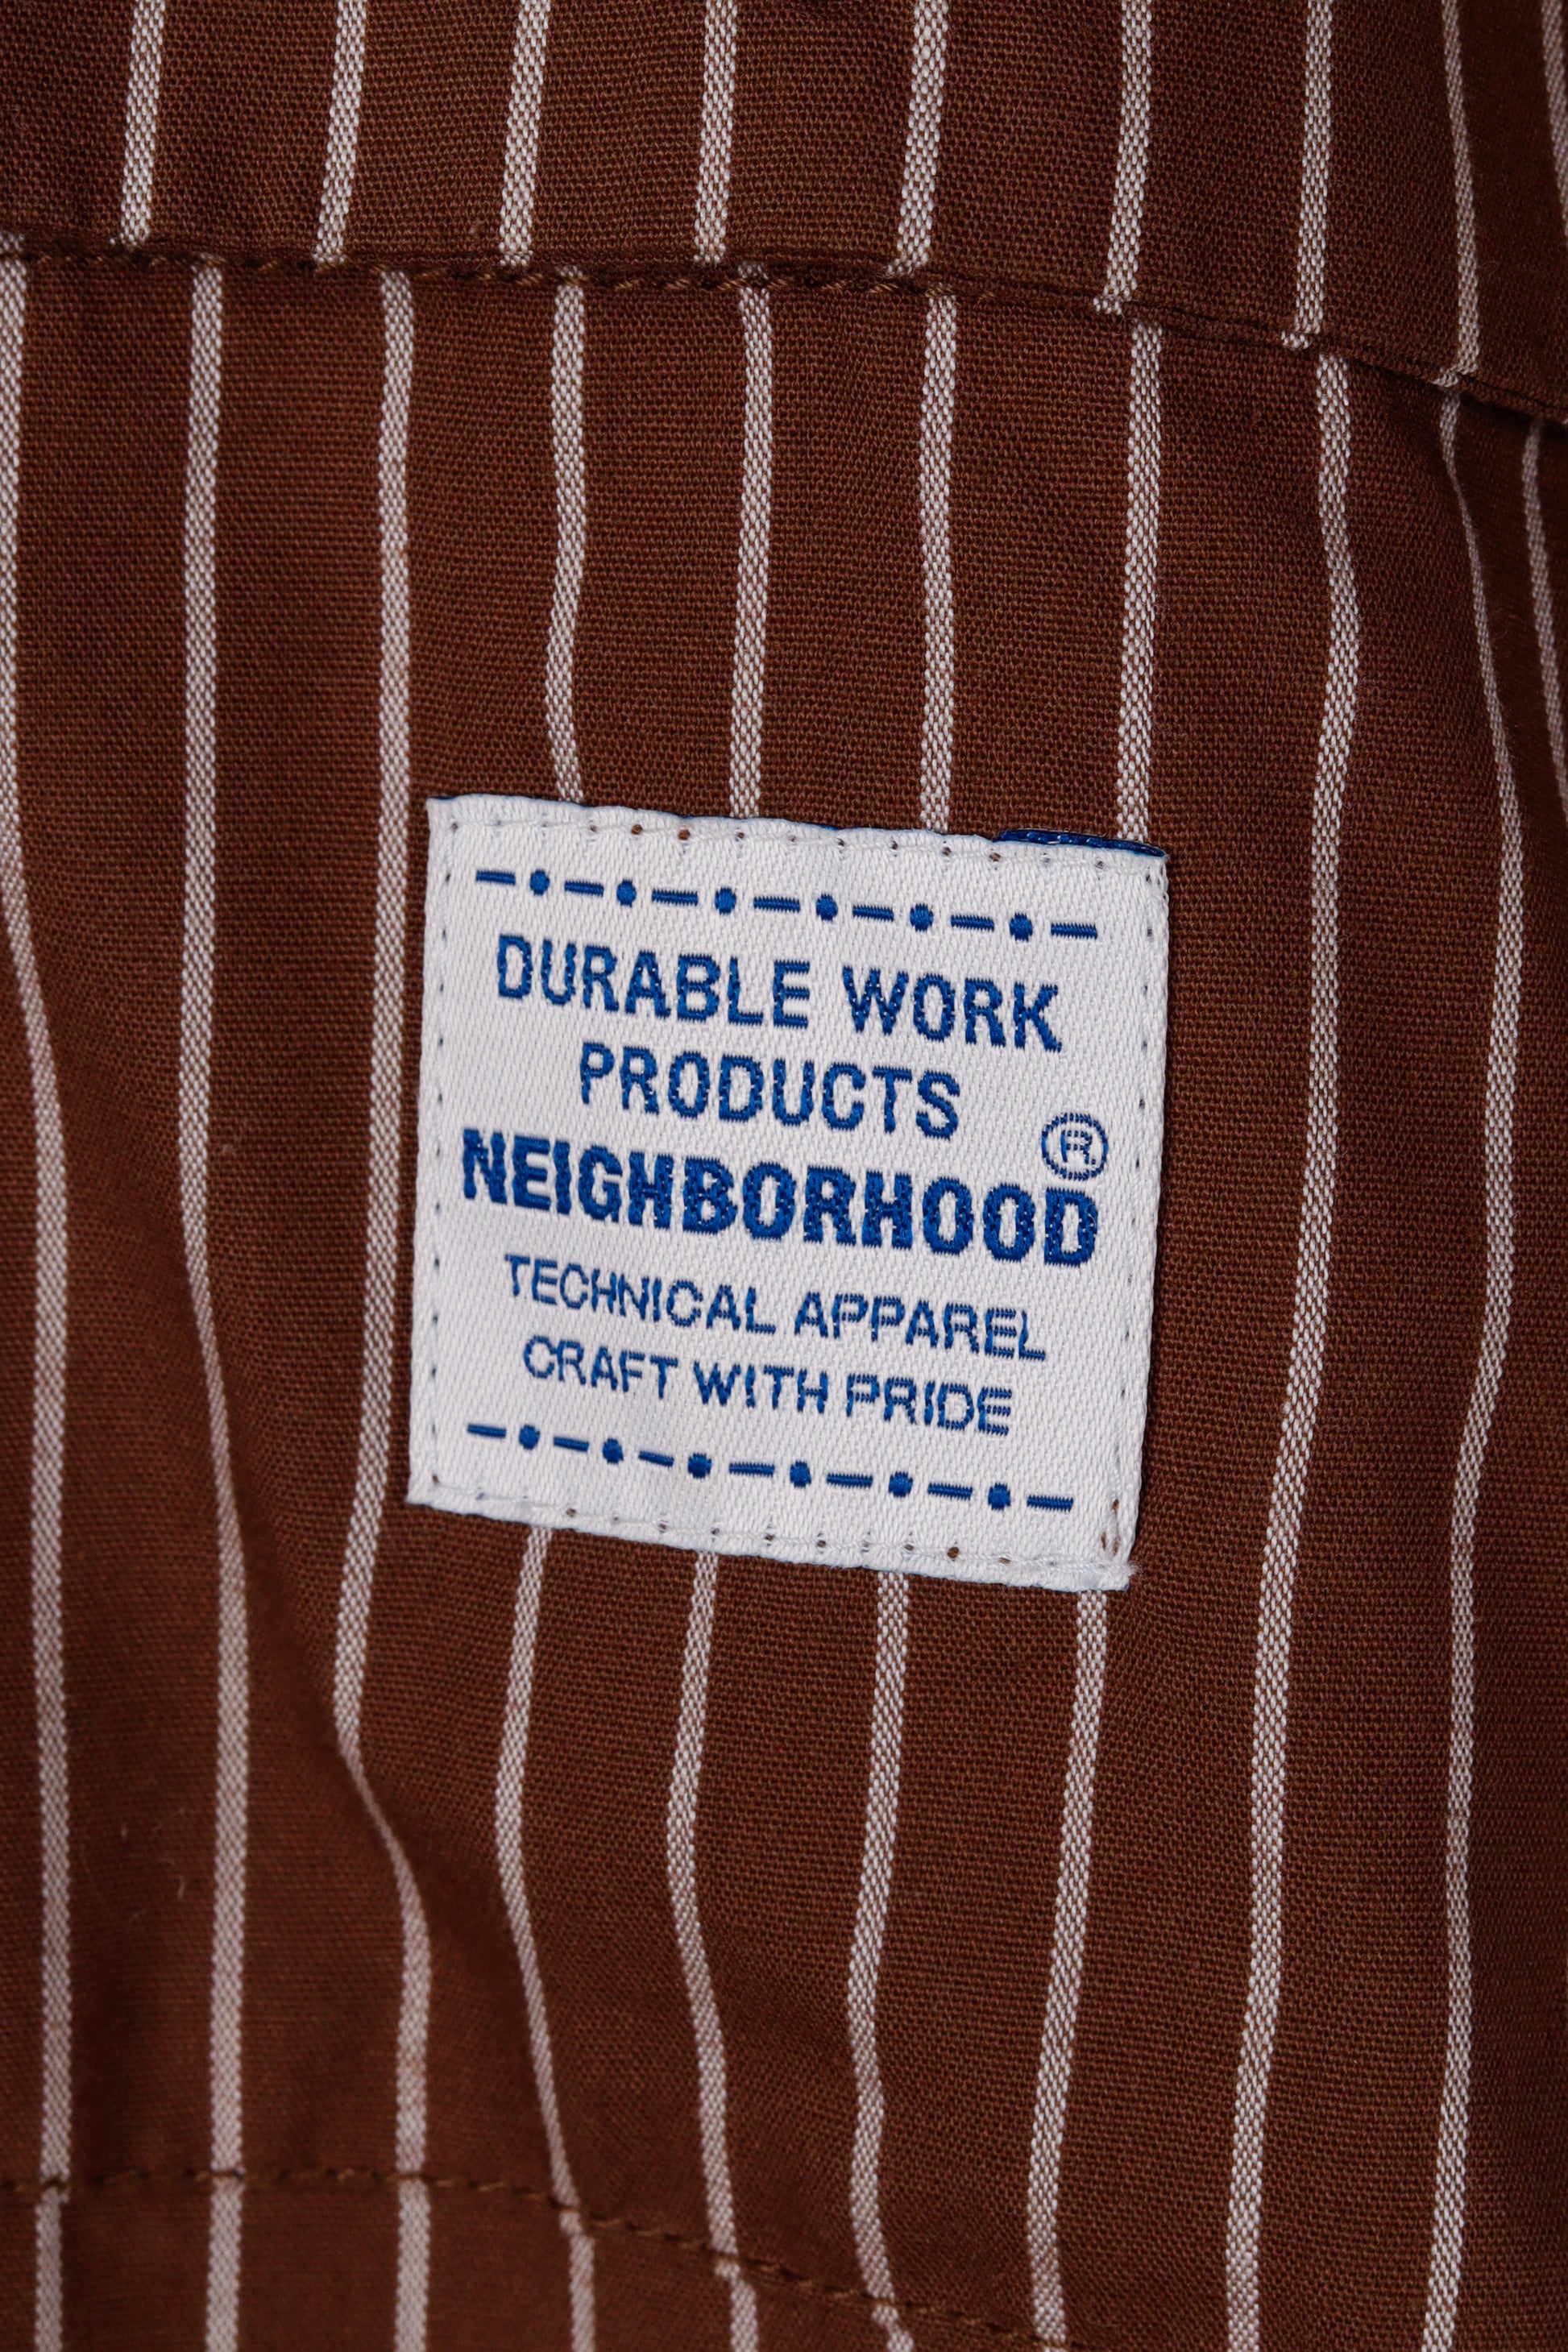 DURABLE WORK
PRODUCTS
NEIGHBORHOOD®
TECHNICAL APPAREL
CRAFT WITH PRIDE